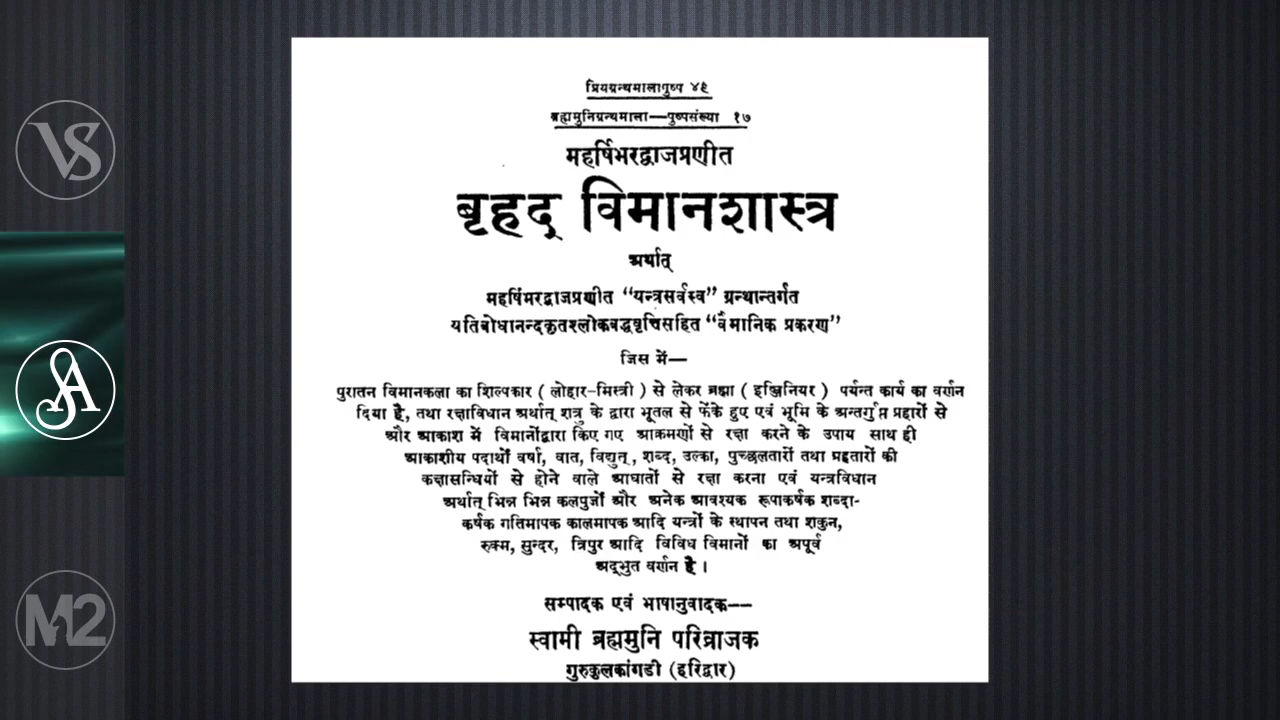 प्रियग्रन्थमालापुष्प ४९
ब्रह्ममुनिग्रन्थमाला—पुष्पसंख्या १७
महर्षिभरद्वाजप्रणीत
बृहद् विमानशास्त्र
अर्थात्
महर्षिभरद्वाजप्रणीत “यन्त्रसर्वस्व” ग्रन्थान्तर्गत
यतिबोधानन्दकृतश्लोकबद्धवृत्तिसहित “वैमानिक प्रकरण”
जिस में—
पुरातन विमानकला का शिल्पकार ( लोहार-मिस्त्री ) से लेकर ब्रह्मा ( इञ्जिनियर ) पर्यन्त कार्य का वर्णन
दिया है, तथा रक्षाविधान अर्थात् शत्रु के द्वारा भूतल से फेंके हुए एवं भूमि के अन्तर्गुप्त प्रहारों से
और आकाश में विमानोंद्वारा किए गए आक्रमणों से रक्षा करने के उपाय साथ ही
आकाशीय पदार्थों वर्षा, वात, विद्युत्, शब्द, उल्का, पुच्छलतारों तथा ग्रहतारों की
कक्षासन्धियों से होने वाले आघातों से रक्षा करना एवं यन्त्रविधान
अर्थात् भिन्न भिन्न कलपुर्जों और अनेक आवश्यक रूपाकर्षक शब्दा-
कर्षक गतिमापक कालमापक आदि यन्त्रों के स्थापन तथा शकुन,
रुक्म, सुन्दर, त्रिपुर आदि विविध विमानों का अपूर्व
अद्भुत वर्णन है ।
सम्पादक एवं भाषानुवादक——
स्वामी ब्रह्ममुनि परिव्राजक
गुरुकुलकांगडी (हरिद्वार)
VS
SA
M2